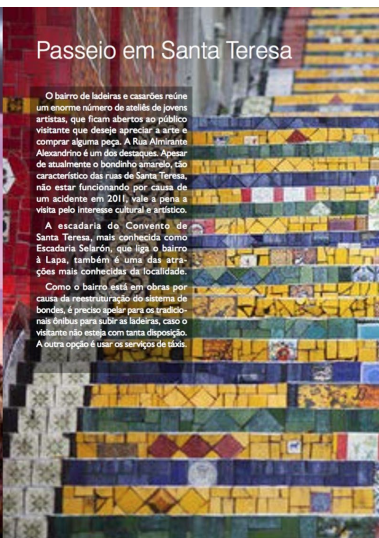 Passeio em Santa Teresa
O bairro de ladeiras e casarões reúne
um enorme número de ateliês de jovens
artistas, que ficam abertos ao público
visitante que deseje apreciar a arte e
comprar alguma peça. A Rua Almirante
Alexandrino é um dos destaques. Apesar
de atualmente o bondinho amarelo, tão
característico das ruas de Santa Teresa,
não estar funcionando por causa de
um acidente em 2011, vale a pena a
visita pelo interesse cultural e artístico.
A escadaria do Convento de
Santa Teresa, mais conhecida como
Escadaria Selarón, que liga o bairro
à Lapa, também é uma das atra-
ções mais conhecidas da localidade.
Como o bairro está em obras por
causa da reestruturação do sistema de
bondes, é preciso apelar para os tradicio-
nais ônibus para subir as ladeiras, caso o
visitante não esteja com tanta disposição.
A outra opção é usar os serviços de táxis.